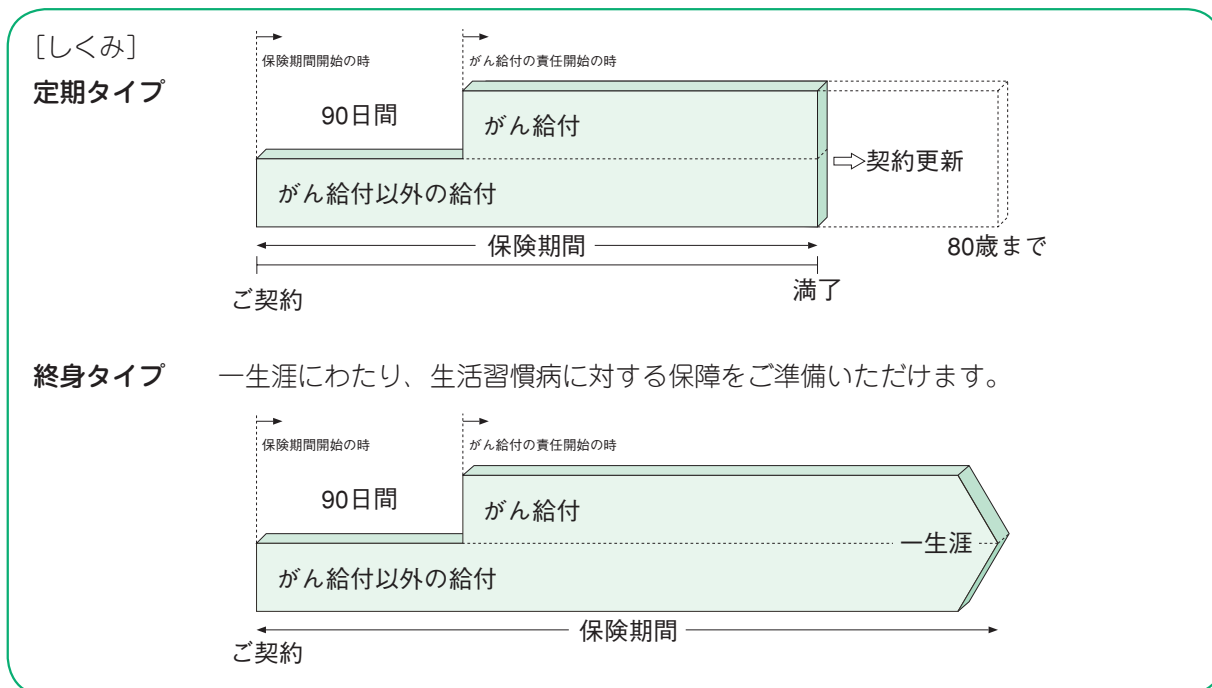 ［しくみ］
定期タイプ
保険期間開始の時
がん給付の責任開始の時
90日間
がん給付
がん給付以外の給付
⇨契約更新
保険期間
80歳まで
ご契約
満了
終身タイプ 一生涯にわたり、生活習慣病に対する保障をご準備いただけます。
保険期間開始の時
がん給付の責任開始の時
90日間
がん給付
一生涯
がん給付以外の給付
保険期間
ご契約